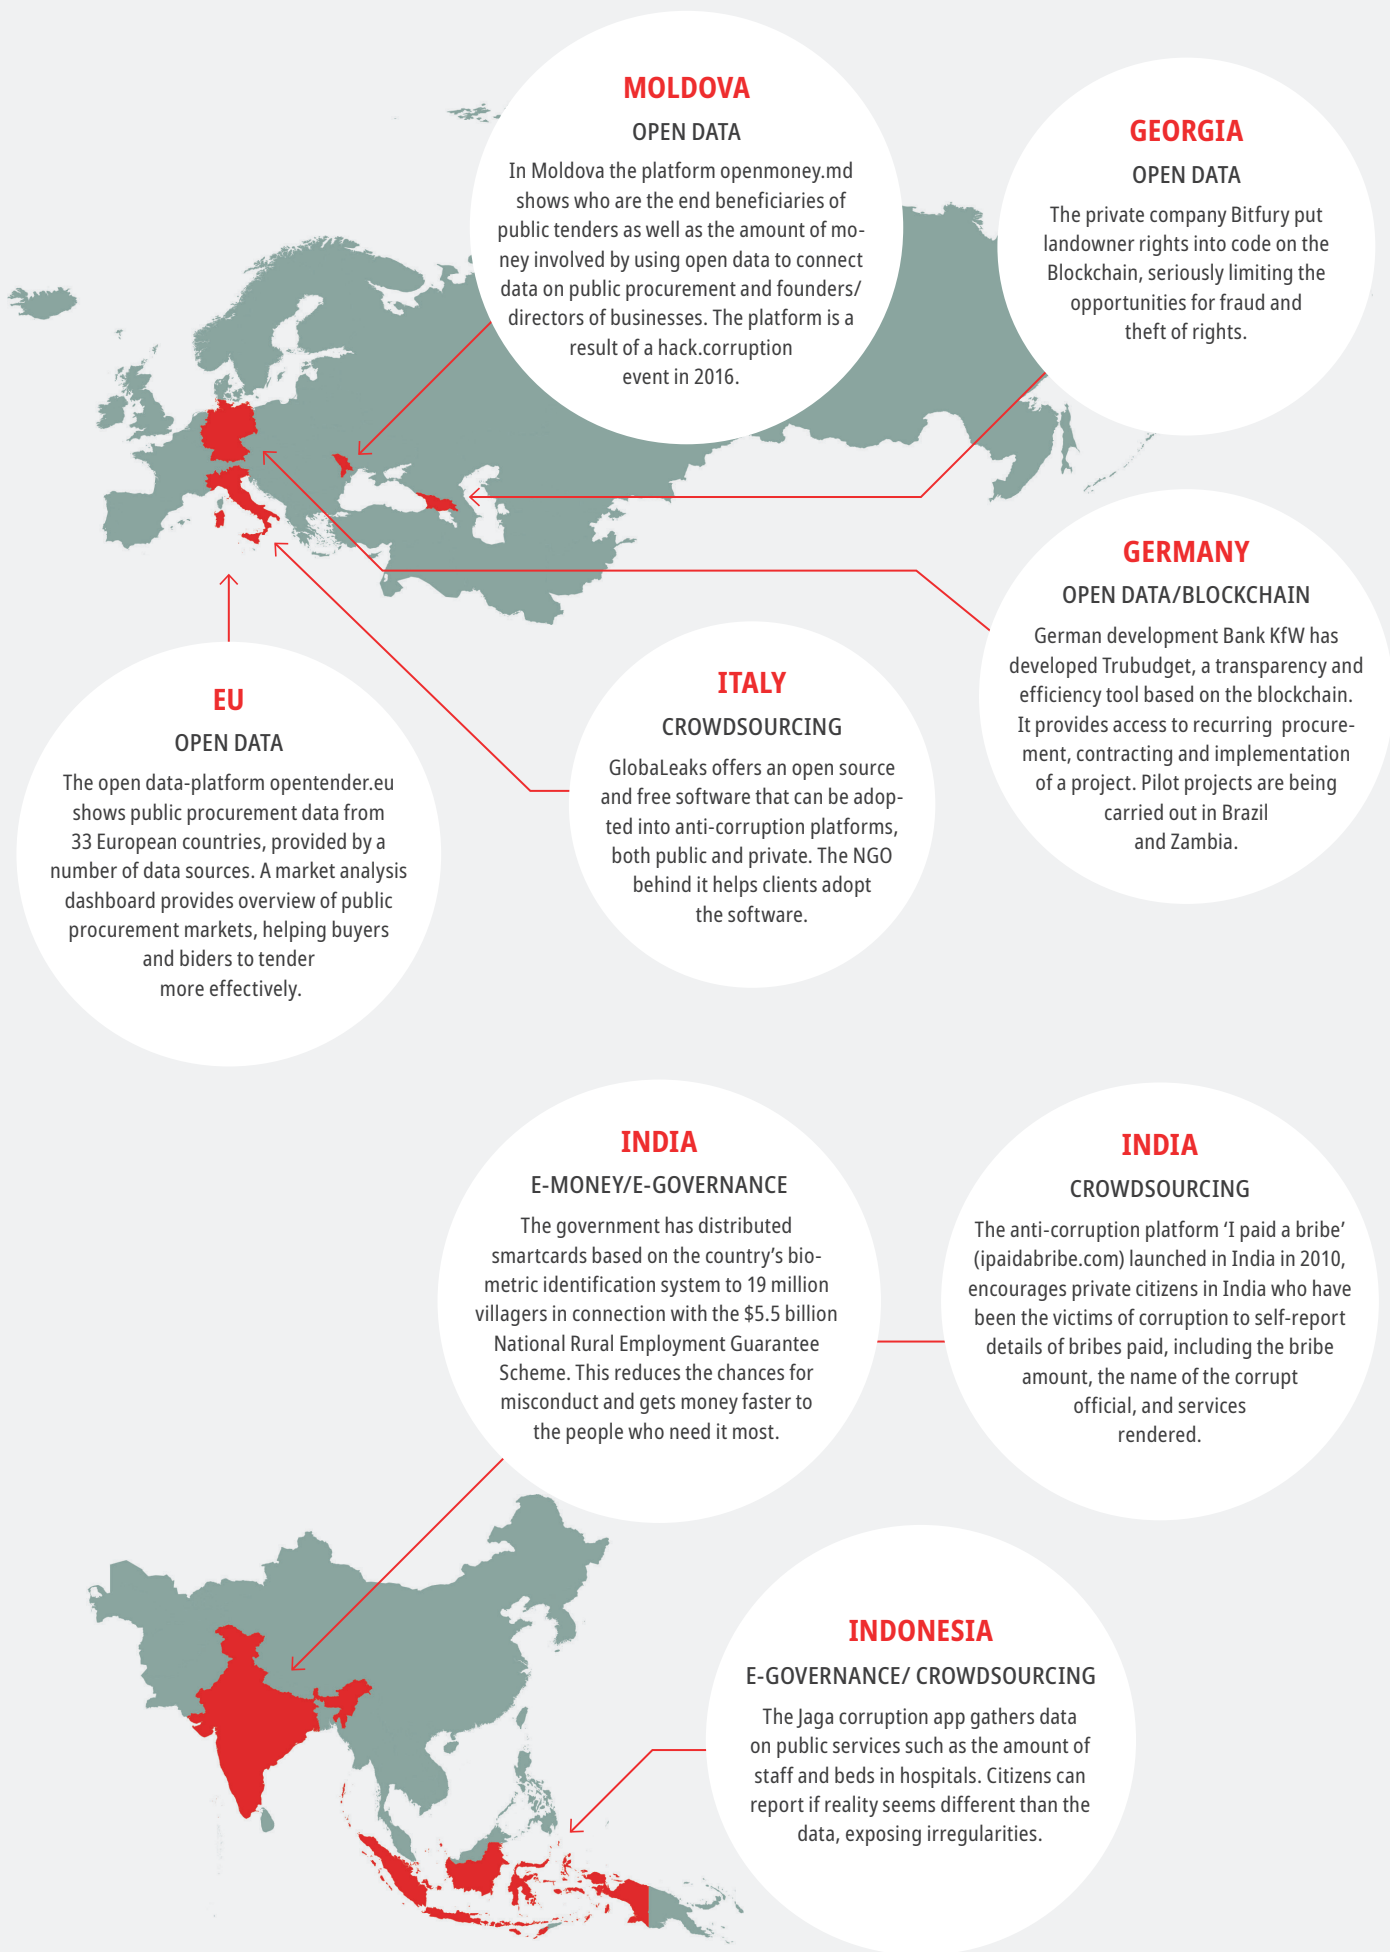 MOLDOVA
OPEN DATA
In Moldova the platform openmoney.md
shows who are the end beneficiaries of
public tenders as well as the amount of mo-
ney involved by using open data to connect
data on public procurement and founders/
directors of businesses. The platform is a
result of a hack.corruption
event in 2016.
GEORGIA
OPEN DATA
The private company Bitfury put
landowner rights into code on the
Blockchain, seriously limiting the
opportunities for fraud and
theft of rights.
GERMANY
OPEN DATA/BLOCKCHAIN
German development Bank KfW has
developed Trubudget, a transparency and
efficiency tool based on the blockchain.
It provides access to recurring procure-
ment, contracting and implementation
of a project. Pilot projects are being
carried out in Brazil
and Zambia.
EU
OPEN DATA
The open data-platform opentender.eu
shows public procurement data from
33 European countries, provided by a
number of data sources. A market analysis
dashboard provides overview of public
procurement markets, helping buyers
and biders to tender
more effectively.
ITALY
CROWDSOURCING
GlobaLeaks offers an open source
and free software that can be adop-
ted into anti-corruption platforms,
both public and private. The NGO
behind it helps clients adopt
the software.
INDIA
E-MONEY/E-GOVERNANCE
The government has distributed
smartcards based on the country's bio-
metric identification system to 19 million
villagers in connection with the $5.5 billion
National Rural Employment Guarantee
Scheme. This reduces the chances for
misconduct and gets money faster to
the people who need it most.
INDIA
CROWDSOURCING
The anti-corruption platform ‘I paid a bribe’
(ipaidabribe.com) launched in India in 2010,
encourages private citizens in India who have
been the victims of corruption to self-report
details of bribes paid, including the bribe
amount, the name of the corrupt
official, and services
rendered.
INDONESIA
E-GOVERNANCE/ CROWDSOURCING
The Jaga corruption app gathers data
on public services such as the amount of
staff and beds in hospitals. Citizens can
report if reality seems different than the
data, exposing irregularities.